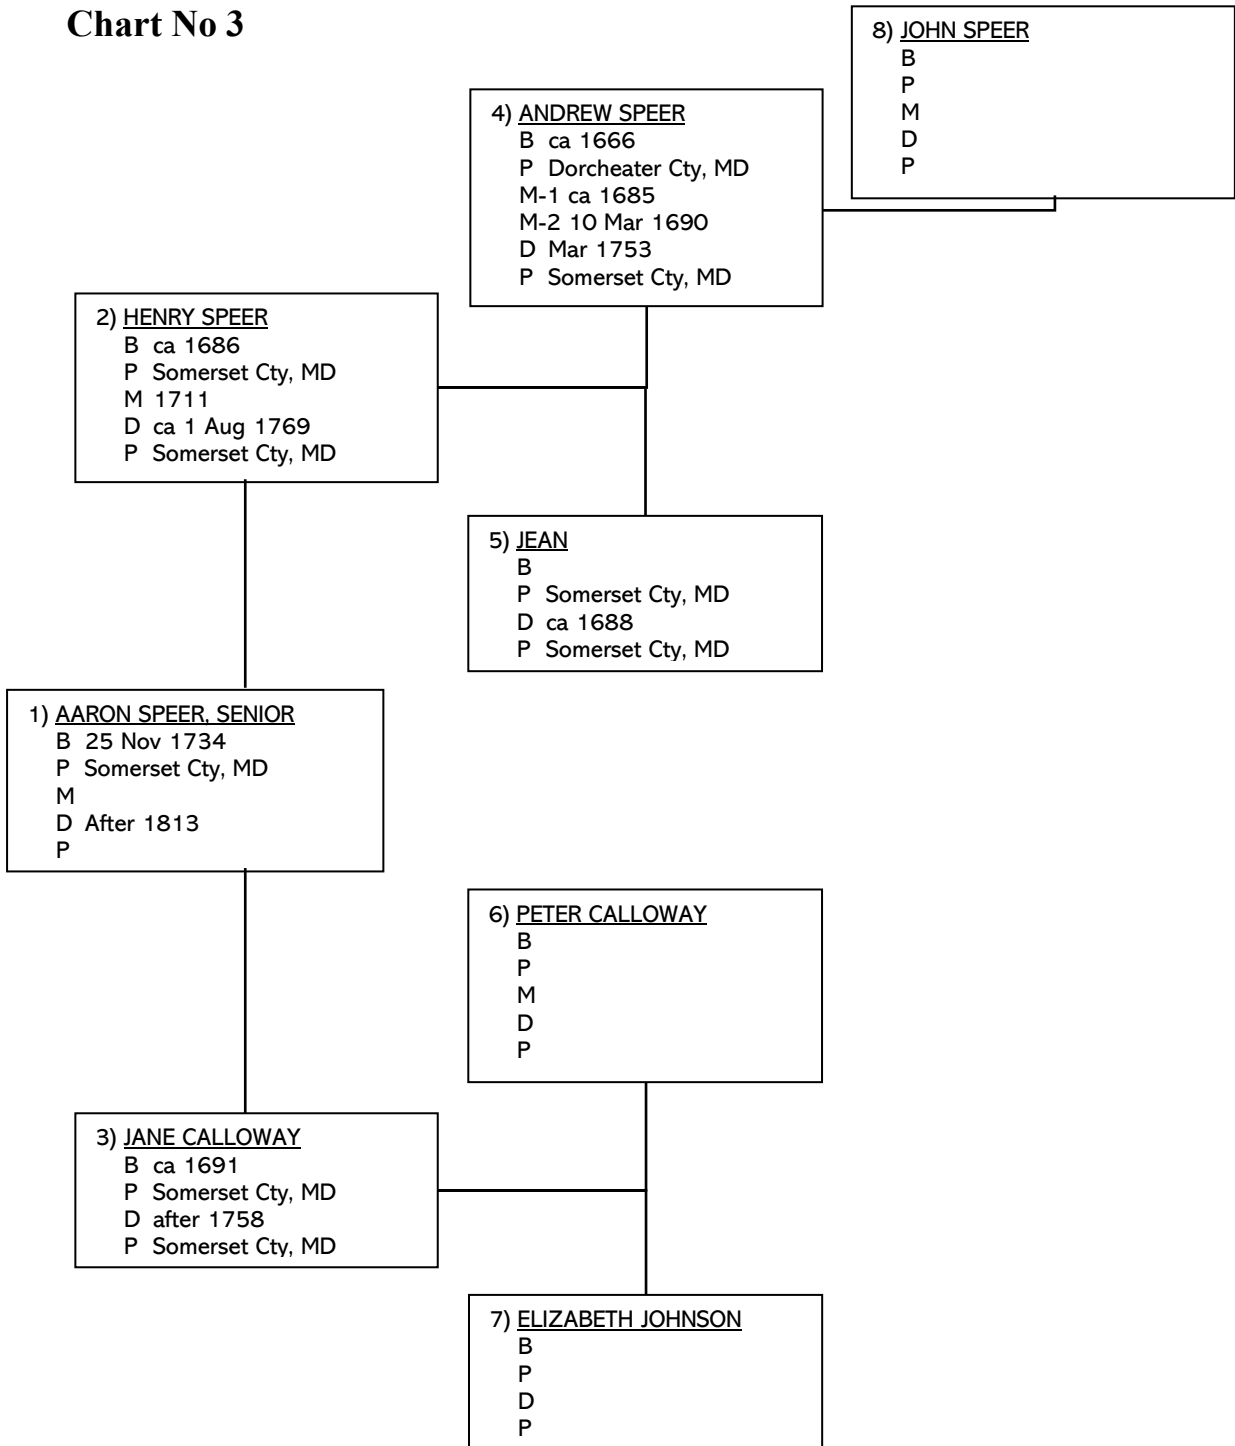 Chart No 3
8) JOHN SPEER
B
P
M
D
P
4) ANDREW SPEER
B ca 1666
P Dorcheater Cty, MD
M-1 ca 1685
M-2 10 Mar 1690
D Mar 1753
P Somerset Cty, MD
2) HENRY SPEER
B ca 1686
P Somerset Cty, MD
M 1711
D ca 1 Aug 1769
P Somerset Cty, MD
5) JEAN
B
P Somerset Cty, MD
D ca 1688
P Somerset Cty, MD
1) AARON SPEER, SENIOR
B 25 Nov 1734
P Somerset Cty, MD
M
D After 1813
P
6) PETER CALLOWAY
B
P
M
D
P
3) JANE CALLOWAY
B ca 1691
P Somerset Cty, MD
D after 1758
P Somerset Cty, MD
7) ELIZABETH JOHNSON
B
P
D
P